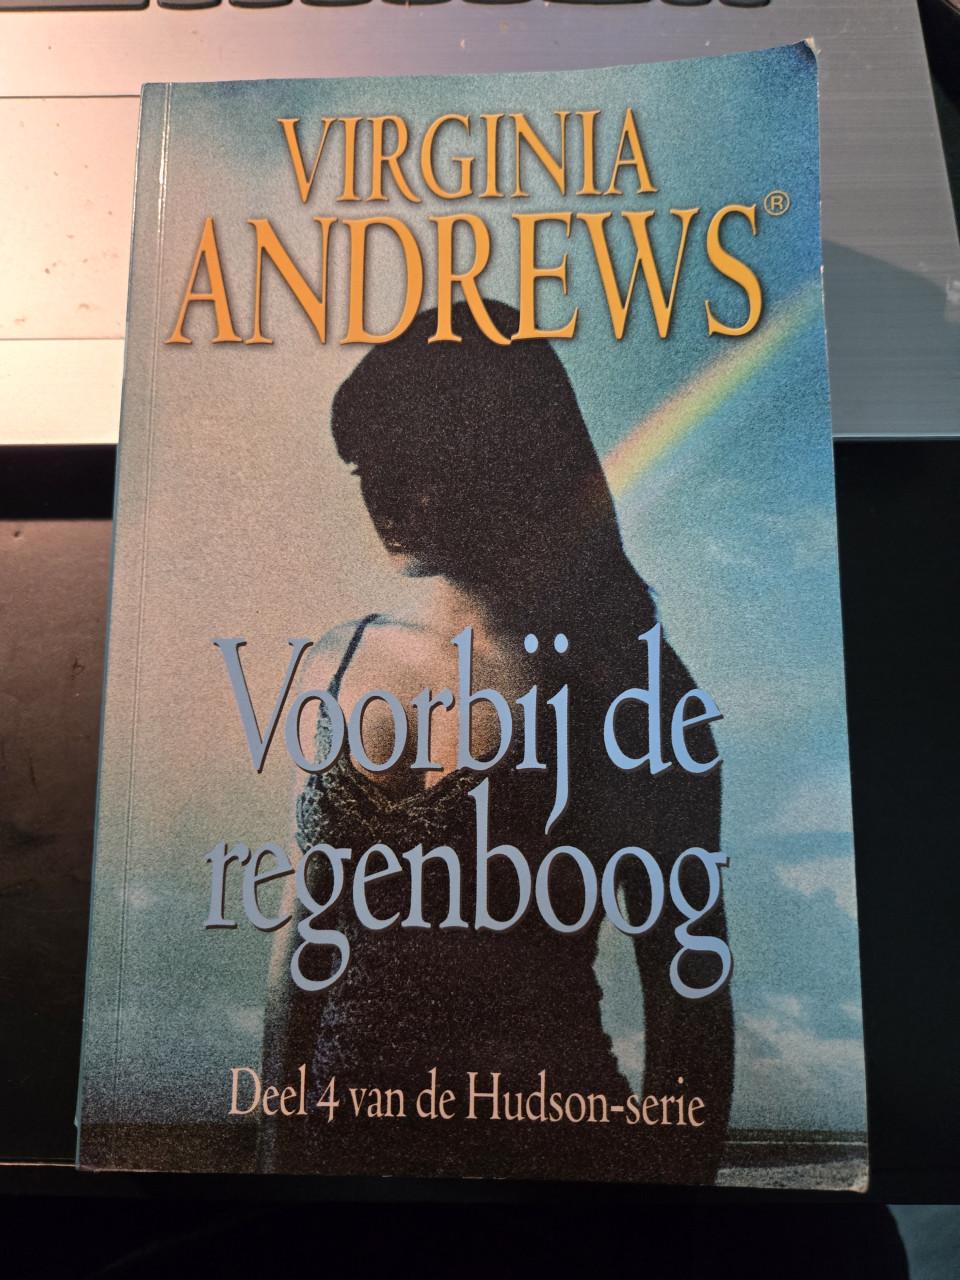 VIRGINIA
ANDREWS®
Voorbij de
regenboog
Deel 4 van de Hudson-serie